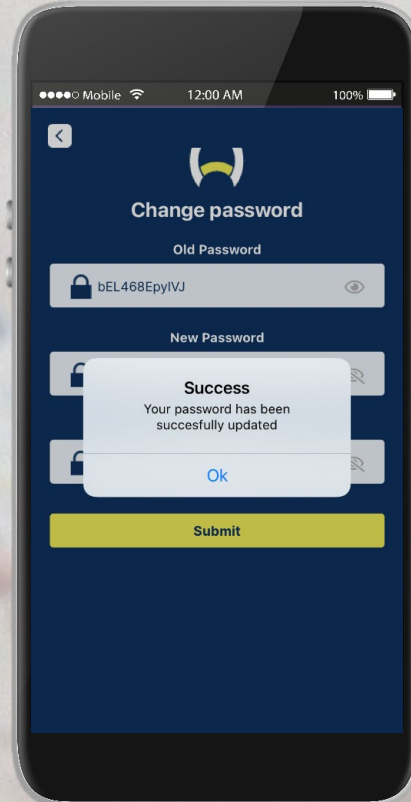 Mobile 12:00 AM 100%
Change password
Old Password
bEL468EpyIVJ
New Password
Success
Your password has been
succesfully updated
Ok
Submit